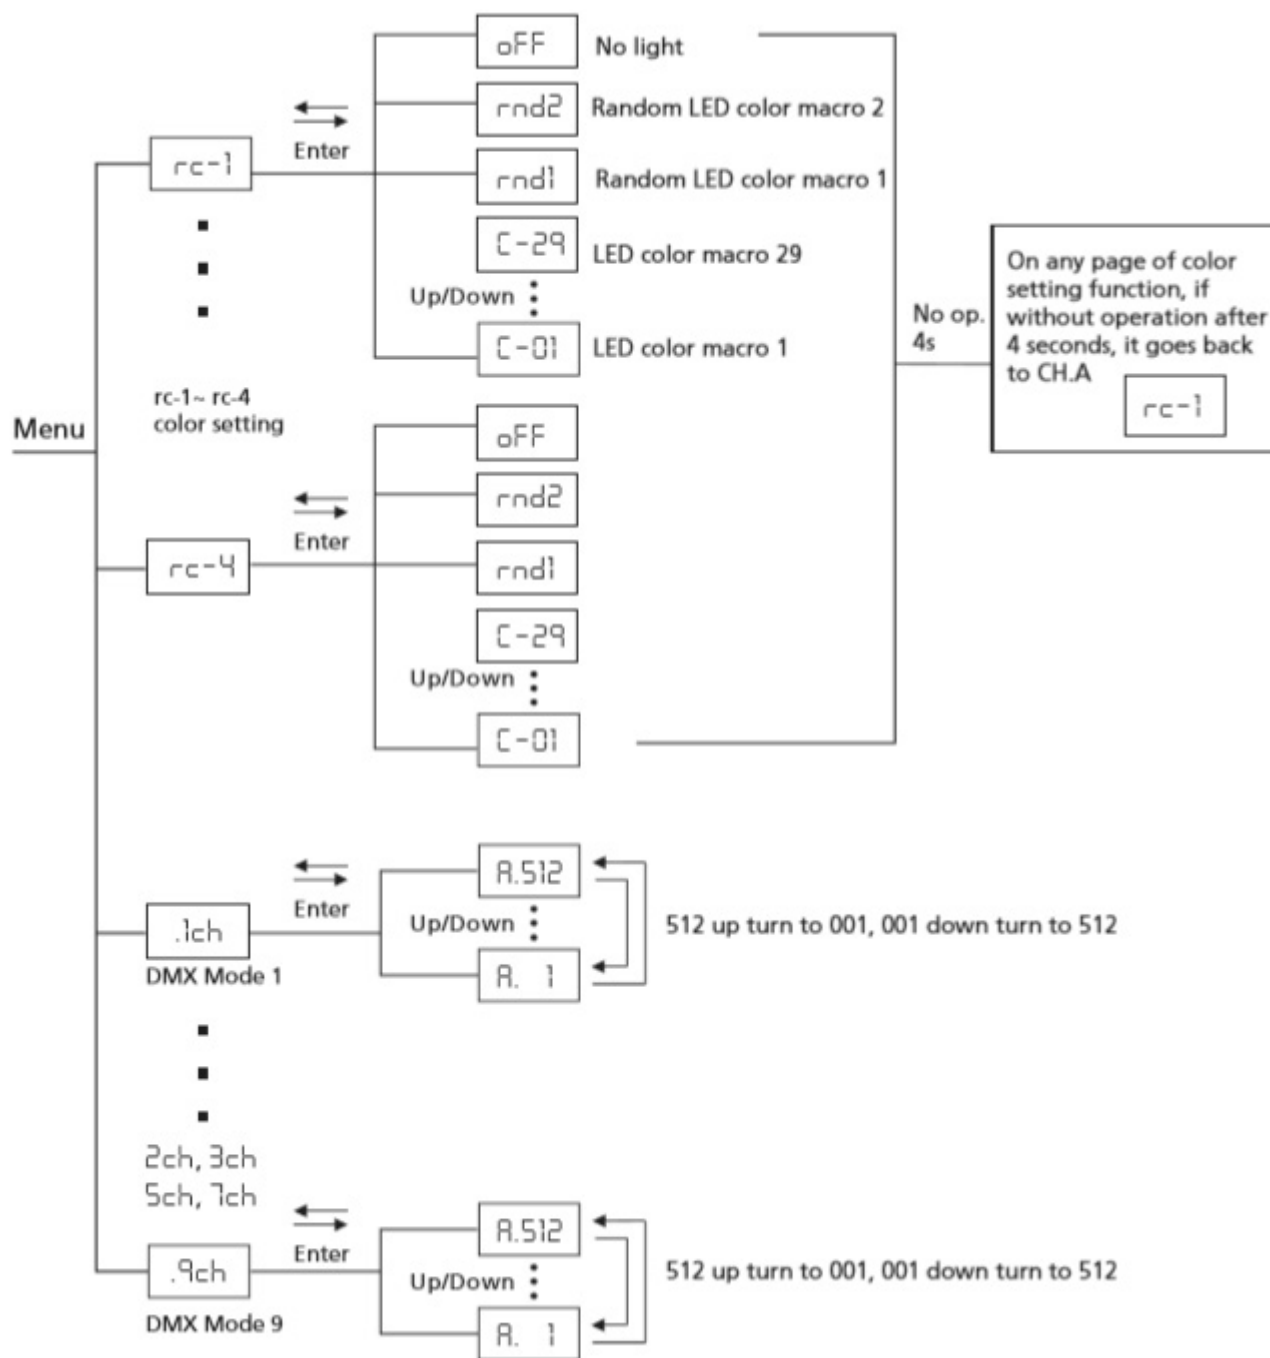 oFF No light
rnd2 Random LED color macro 2
Enter
rc-1
rnd1 Random LED color macro 1
C-29 LED color macro 29
Up/Down
C-01 LED color macro 1
No op.
4s
On any page of color
setting function, if
without operation after
4 seconds, it goes back
to CH.A
rc-1
rc-1~ rc-4
color setting
Menu
oFF
rnd2
Enter
rc-4
rnd1
C-29
Up/Down
C-01
A.512
Enter
.1ch
DMX Mode 1
Up/Down
A. 1
512 up turn to 001, 001 down turn to 512
2ch, 3ch
5ch, 7ch
A.512
Enter
.9ch
DMX Mode 9
Up/Down
A. 1
512 up turn to 001, 001 down turn to 512